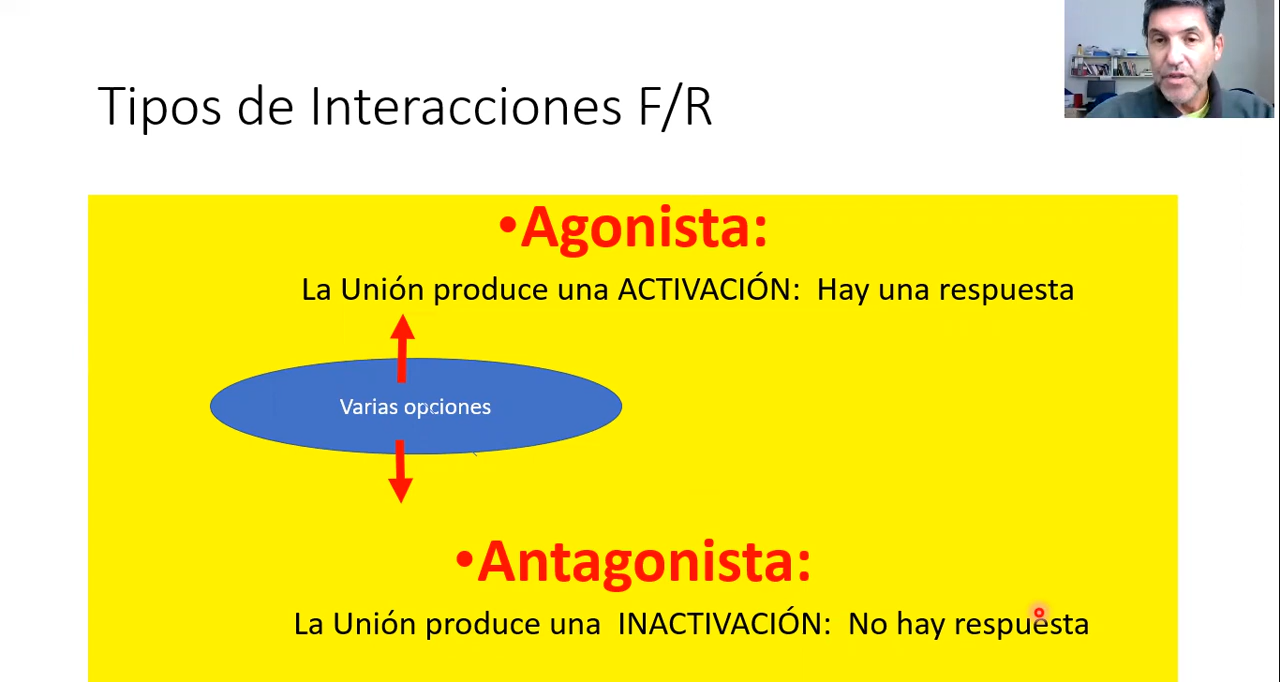 Tipos de Interacciones F/R
•Agonista:
La Unión produce una ACTIVACIÓN: Hay una respuesta
Varias opciones
•Antagonista:
La Unión produce una INACTIVACIÓN: No hay respuesta